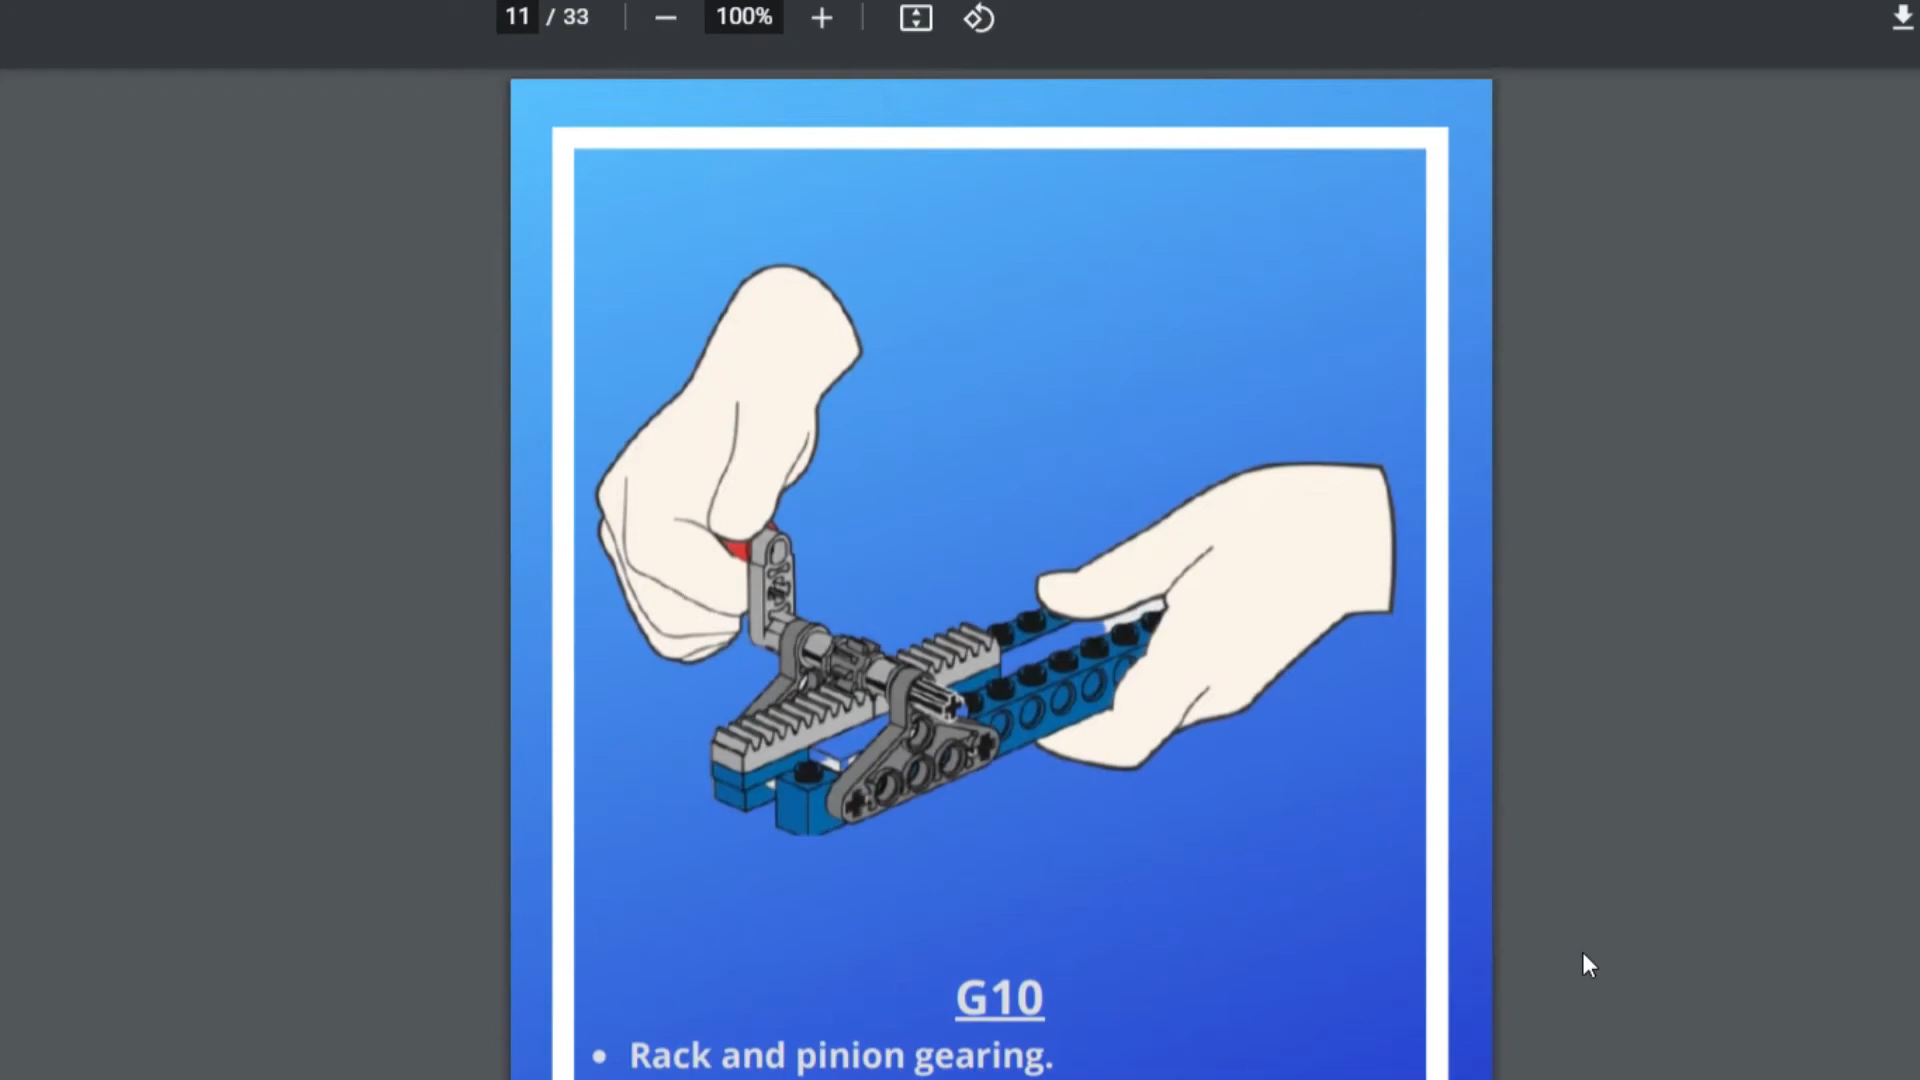 11 / 33 100%
G10
• Rack and pinion gearing.